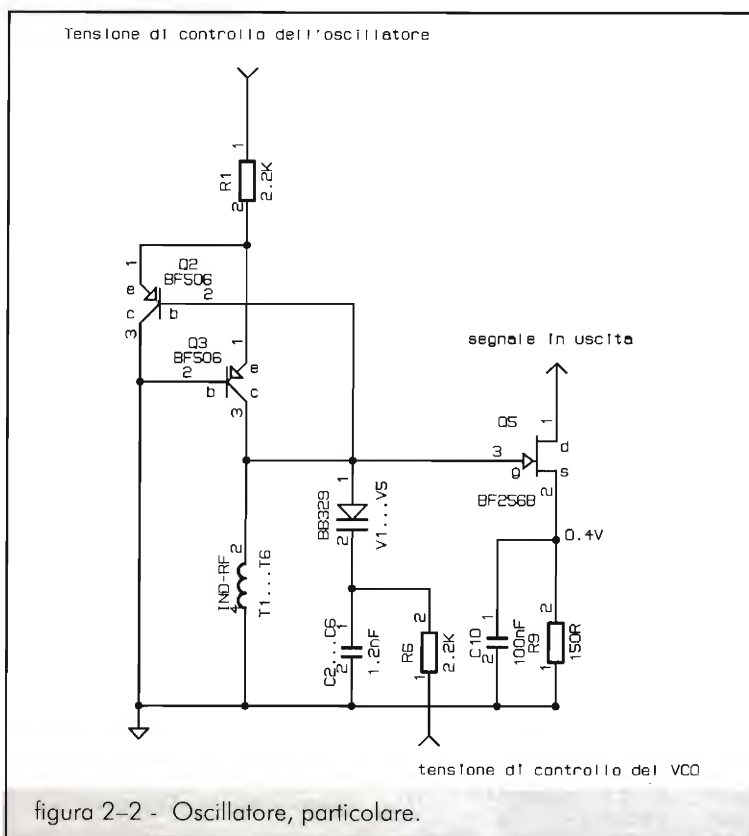 Tensione di controllo dell'oscillatore
1
R1
2.2K
2
1
Q2
BF506
2
e
c
b
3
Q3
BF506
2
1
e
b
c
3
segnale in uscita
1
Q5
3
d
g
s
BF256B
2
0.4V
1
BB329
V1...V5
2
IND-RF
2
4
T1...T6
C2...C6
1
2
1.2nF
2
R6
2.2K
1
C10
1
2
100nF
2
R9
150R
1
tensione di controllo del VCO
figura 2–2 - Oscillatore, particolare.